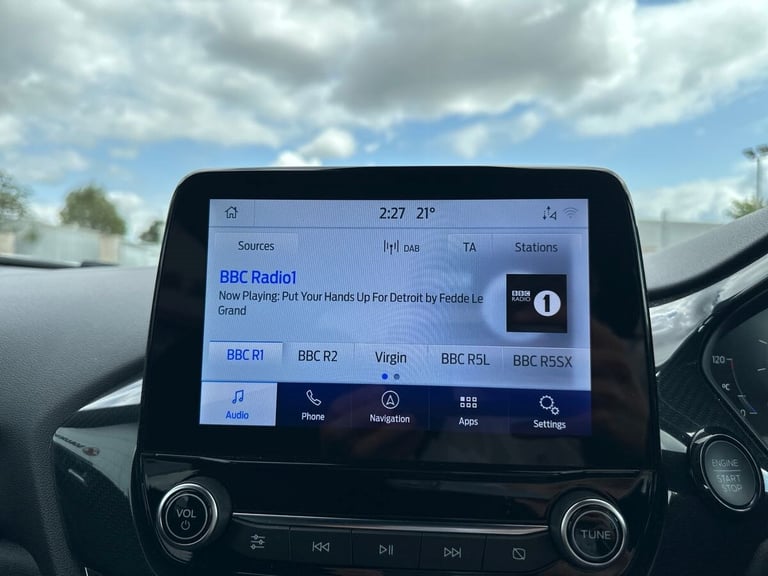 2:27 21°
Sources DAB TA Stations
BBC Radio1
Now Playing: Put Your Hands Up For Detroit by Fedde Le
Grand
BBC
RADIO 1
BBC R1 BBC R2 Virgin BBC R5L BBC R5SX
Audio Phone Navigation Apps Settings
120
°C
ENGINE
START
STOP
VOL
TUNE